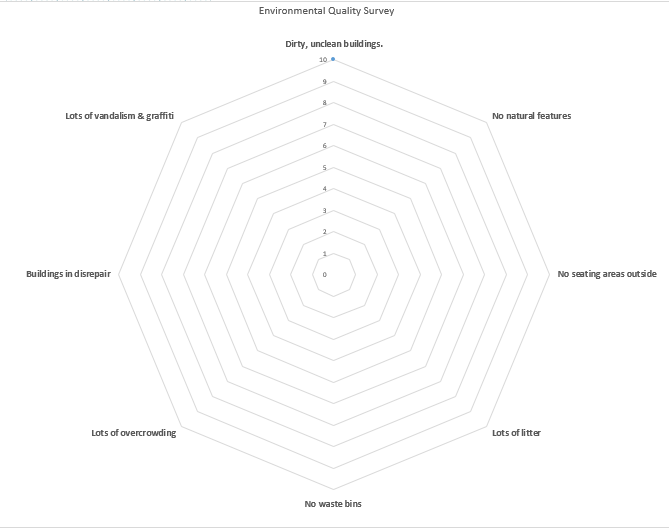 Environmental Quality Survey
Dirty, unclean buildings.
10
9
8
7
6
5
4
3
2
1
0
Lots of vandalism & graffiti
No natural features
Buildings in disrepair
No seating areas outside
Lots of overcrowding
Lots of litter
No waste bins